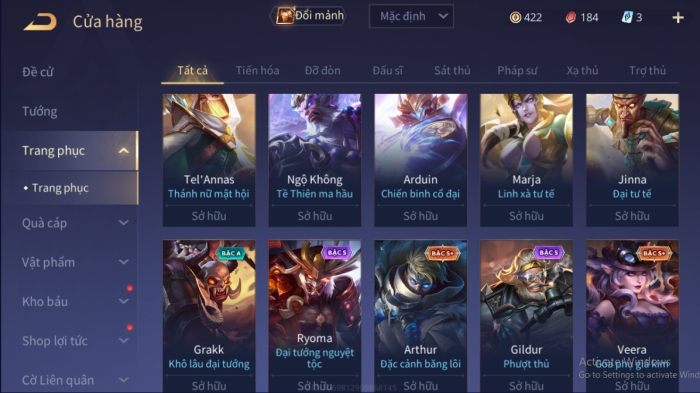 Cửa hàng
Đổi mảnh
Mặc định
422
184
3
Đề cử
Tướng
Trang phục
Trang phục
Quà cáp
Vật phẩm
Kho báu
Shop lợi tức
Cờ Liên quân
Tất cả Tiến hóa Đỡ đòn Đấu sĩ Sát thủ Pháp sư Xạ thủ Trợ thủ
Tel'Annas
Thánh nữ mật hội
Sở hữu
Ngộ Không
Tề Thiên ma hầu
Sở hữu
Arduin
Chiến binh cổ đại
Sở hữu
Marja
Linh xà tư tế
Sở hữu
Jinna
Đại tư tế
Sở hữu
BẬC A
Grakk
Khô lâu đại tướng
Sở hữu
BẬC S
Ryoma
Đại tướng nguyệt
tộc
Sở hữu
BẬC S+
Arthur
Đặc cảnh băng lôi
Sở hữu
BẬC S
Gildur
Phượt thủ
Sở hữu
BẬC S+
Veera
Góa phụ giả kim
Sở hữu
Activate Windows
Go to Settings to activate Wind